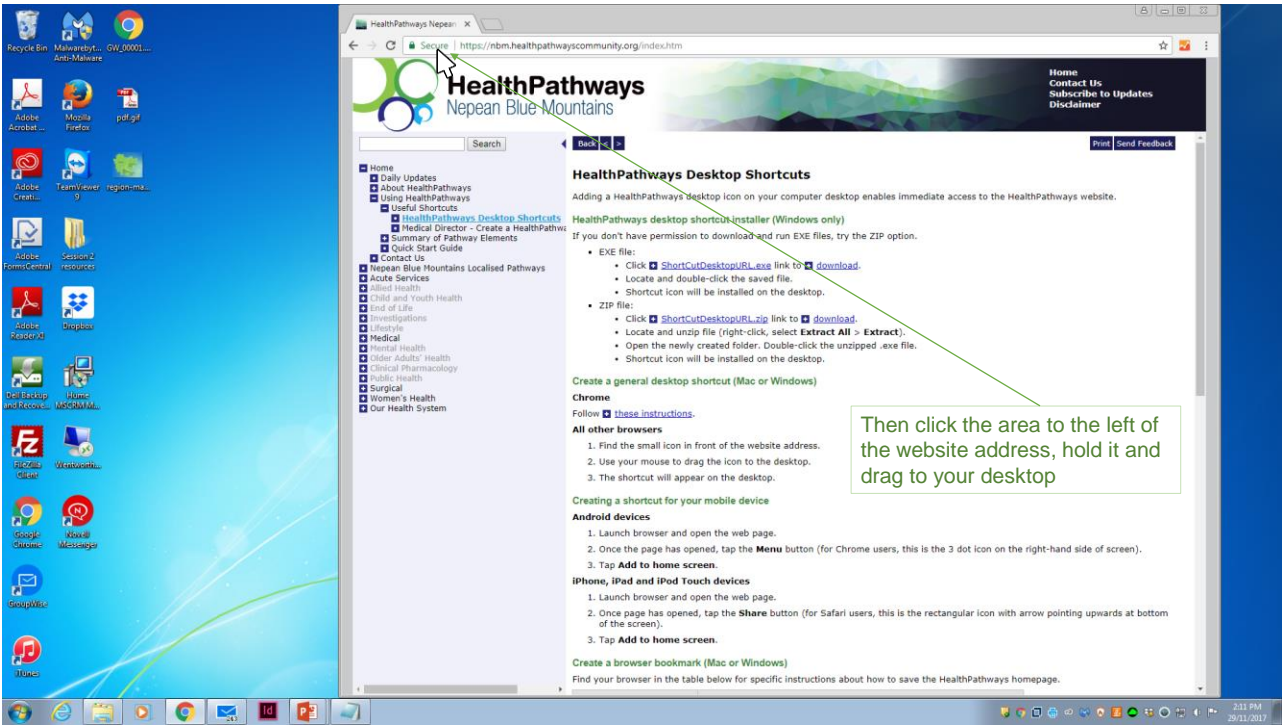 Recycle Bin
Malwarebyt... Anti-Malware
GW_00001....
Adobe Acrobat ...
Mozilla Firefox
pdf.gif
Adobe Creati...
TeamViewer 9
region-ma...
Adobe FormsCentral
Session 2 resources
Adobe Reader XI
Dropbox
Dell Backup and Recove...
Home MSCRM M...
FileZilla Client
Wentworth...
Google Chrome
Novell Messenger
GroupWise
iTunes
HealthPathways Nepean
Secure | https://nbm.healthpathwayscommunity.org/index.htm
HealthPathways
Nepean Blue Mountains
Home
Contact Us
Subscribe to Updates
Disclaimer
Search
Back < >
Print Send Feedback
Home
Daily Updates
About HealthPathways
Using HealthPathways
Useful Shortcuts
HealthPathways Desktop Shortcuts
Medical Director - Create a HealthPathwa
Summary of Pathway Elements
Quick Start Guide
Contact Us
Nepean Blue Mountains Localised Pathways
Acute Services
Allied Health
Child and Youth Health
End of Life
Investigations
Lifestyle
Medical
Mental Health
Older Adults' Health
Clinical Pharmacology
Public Health
Surgical
Women's Health
Our Health System
HealthPathways Desktop Shortcuts
Adding a HealthPathways desktop icon on your computer desktop enables immediate access to the HealthPathways website.
HealthPathways desktop shortcut installer (Windows only)
If you don't have permission to download and run EXE files, try the ZIP option.
• EXE file:
• Click ShortCutDesktopURL.exe link to download.
• Locate and double-click the saved file.
• Shortcut icon will be installed on the desktop.
• ZIP file:
• Click ShortCutDesktopURL.zip link to download.
• Locate and unzip file (right-click, select Extract All > Extract).
• Open the newly created folder. Double-click the unzipped .exe file.
• Shortcut icon will be installed on the desktop.
Create a general desktop shortcut (Mac or Windows)
Chrome
Follow these instructions.
All other browsers
1. Find the small icon in front of the website address.
2. Use your mouse to drag the icon to the desktop.
3. The shortcut will appear on the desktop.
Then click the area to the left of
the website address, hold it and
drag to your desktop
Creating a shortcut for your mobile device
Android devices
1. Launch browser and open the web page.
2. Once the page has opened, tap the Menu button (for Chrome users, this is the 3 dot icon on the right-hand side of screen).
3. Tap Add to home screen.
iPhone, iPad and iPod Touch devices
1. Launch browser and open the web page.
2. Once page has opened, tap the Share button (for Safari users, this is the rectangular icon with arrow pointing upwards at bottom
of the screen).
3. Tap Add to home screen.
Create a browser bookmark (Mac or Windows)
Find your browser in the table below for specific instructions about how to save the HealthPathways homepage.
2:11 PM
29/11/2017